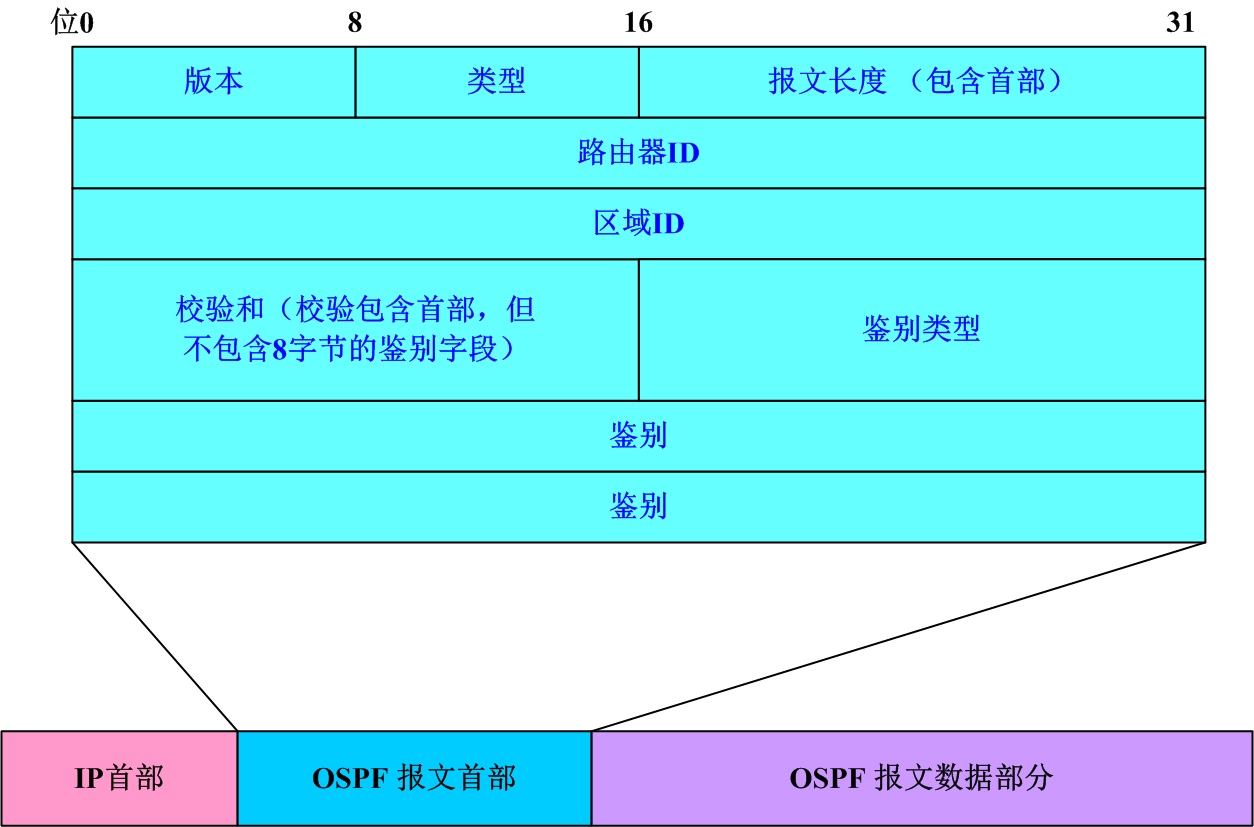 位0 8 16 31
版本 类型 报文长度 （包含首部）
路由器ID
区域ID
校验和（校验包含首部，但
不包含8字节的鉴别字段）
鉴别类型
鉴别
鉴别
IP首部 OSPF 报文首部 OSPF 报文数据部分